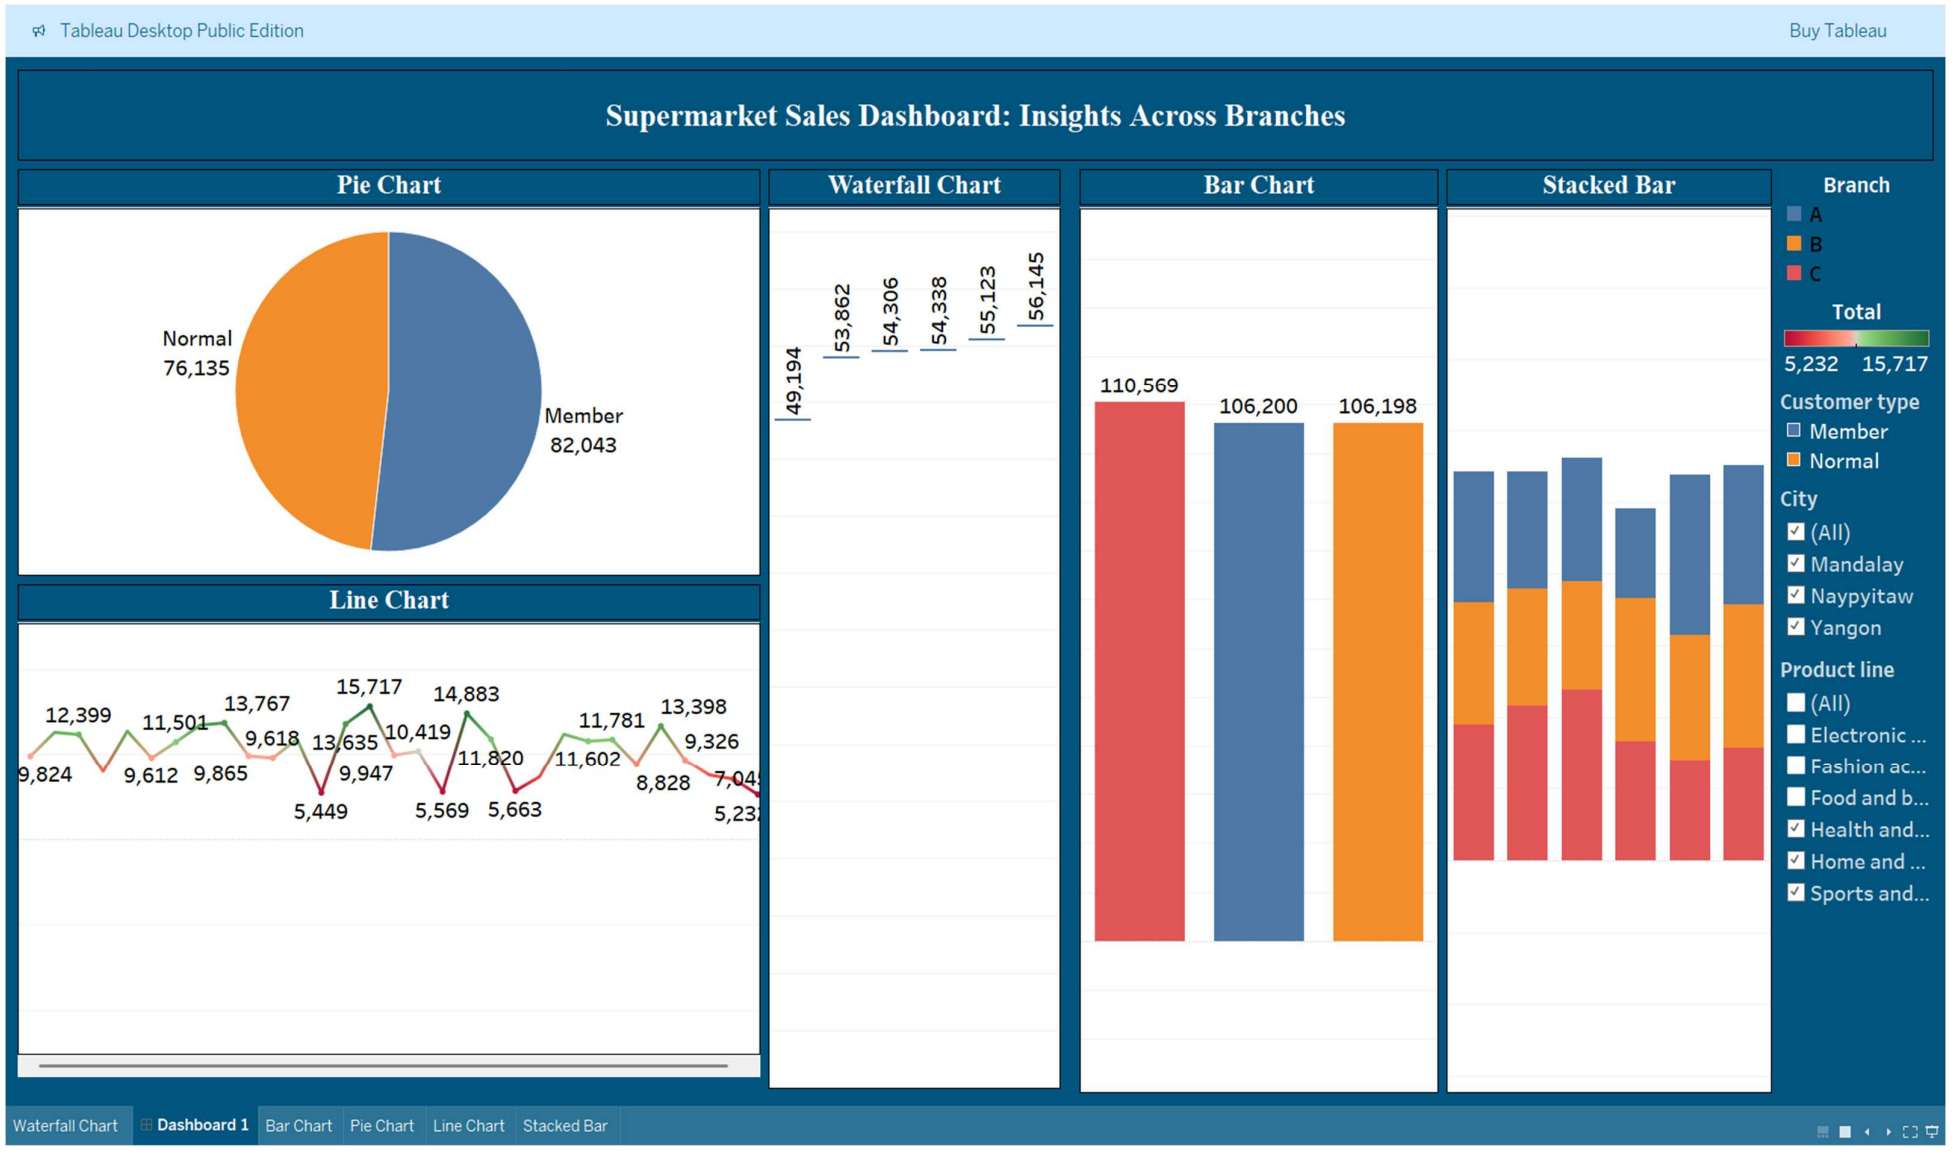 Tableau Desktop Public Edition
Buy Tableau
Supermarket Sales Dashboard: Insights Across Branches
Pie Chart
Normal
76,135
Member
82,043
Line Chart
12,399
13,767
15,717
14,883
11,501
9,618
13,635
10,419
11,820
11,781
13,398
9,326
11,602
9,824
9,612
9,865
9,947
8,828
5,449
5,569
5,663
Waterfall Chart
49,194
53,862
54,306
54,338
55,123
56,145
Bar Chart
110,569
106,200
106,198
Stacked Bar
Branch
A
B
C
Total
5,232 15,717
Customer type
Member
Normal
City
(All)
Mandalay
Naypyitaw
Yangon
Product line
(All)
Electronic ...
Fashion ac...
Food and b...
Health and...
Home and ...
Sports and...
Waterfall Chart Dashboard 1 Bar Chart Pie Chart Line Chart Stacked Bar